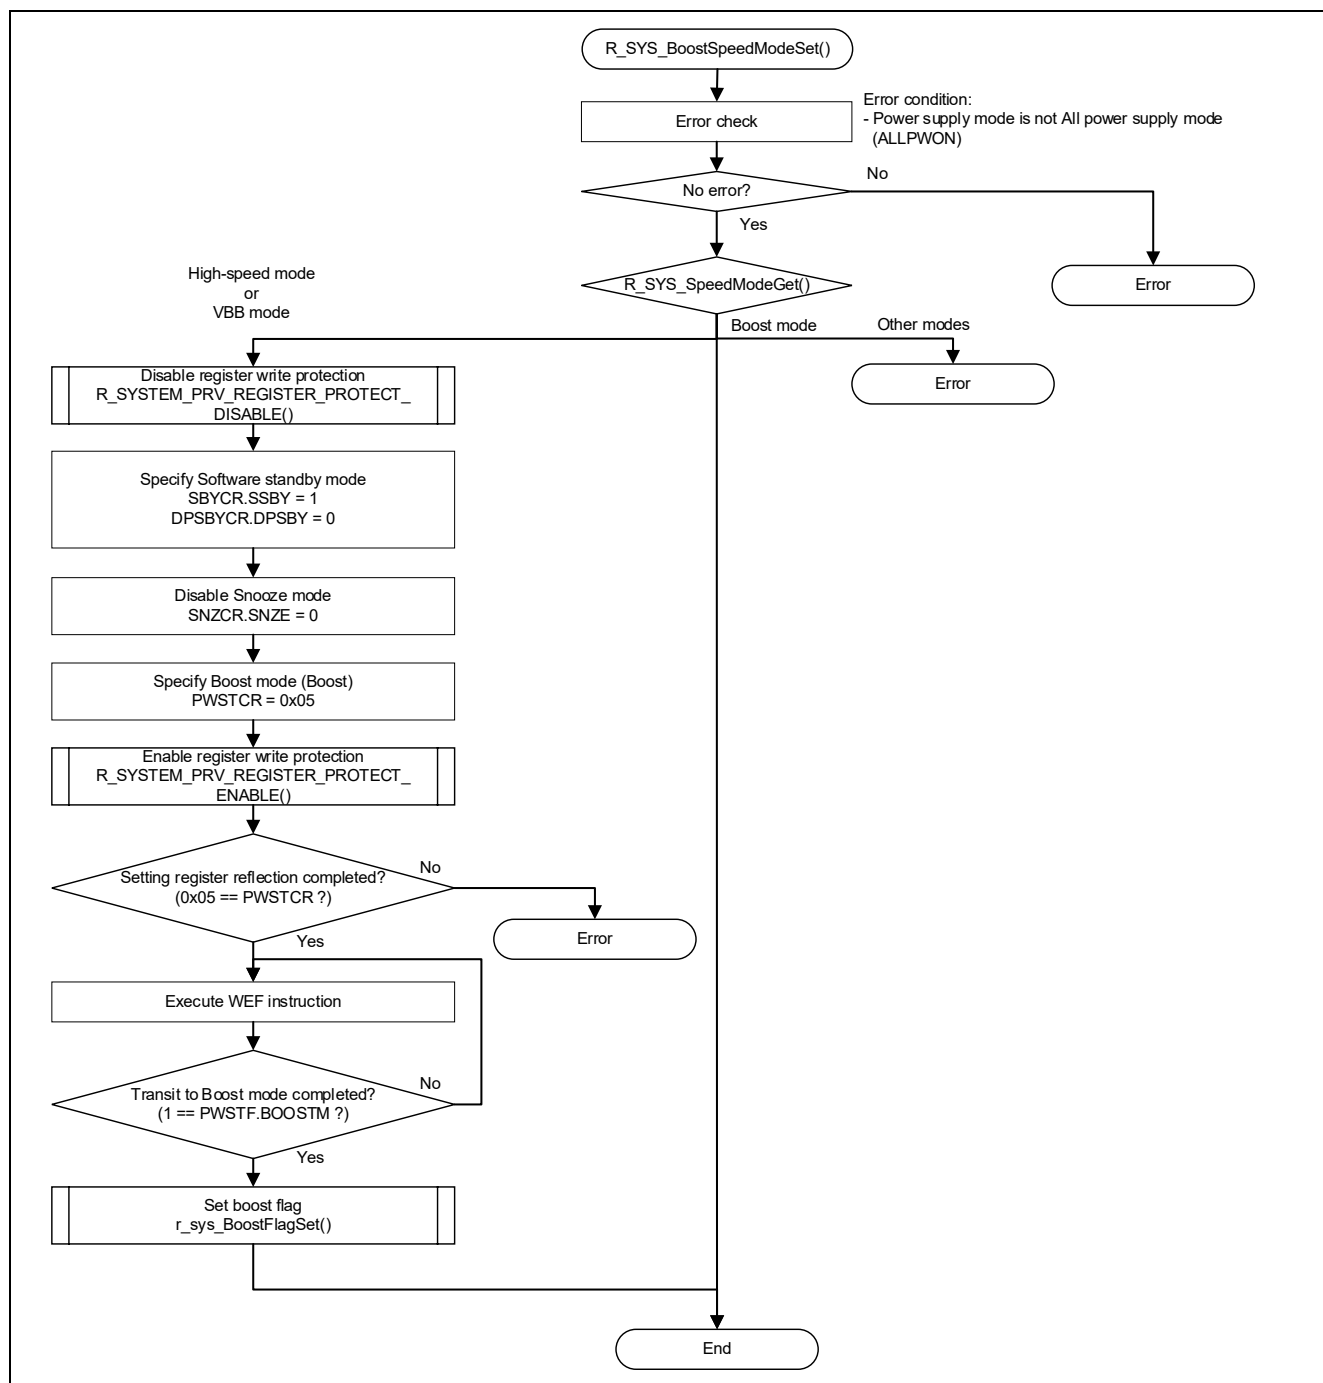 R_SYS_BoostSpeedModeSet()
Error check
Error condition:
- Power supply mode is not All power supply mode
(ALLPWON)
No error?
No
Yes
Error
R_SYS_SpeedModeGet()
High-speed mode
or
VBB mode
Boost mode
Other modes
Error
Disable register write protection
R_SYSTEM_PRV_REGISTER_PROTECT_
DISABLE()
Specify Software standby mode
SBYCR.SSBY = 1
DPSBYCR.DPSBY = 0
Disable Snooze mode
SNZCR.SNZE = 0
Specify Boost mode (Boost)
PWSTCR = 0x05
Enable register write protection
R_SYSTEM_PRV_REGISTER_PROTECT_
ENABLE()
Setting register reflection completed?
(0x05 == PWSTCR ?)
No
Error
Yes
Execute WEF instruction
Transit to Boost mode completed?
(1 == PWSTF.BOOSTM ?)
No
Yes
Set boost flag
r_sys_BoostFlagSet()
End